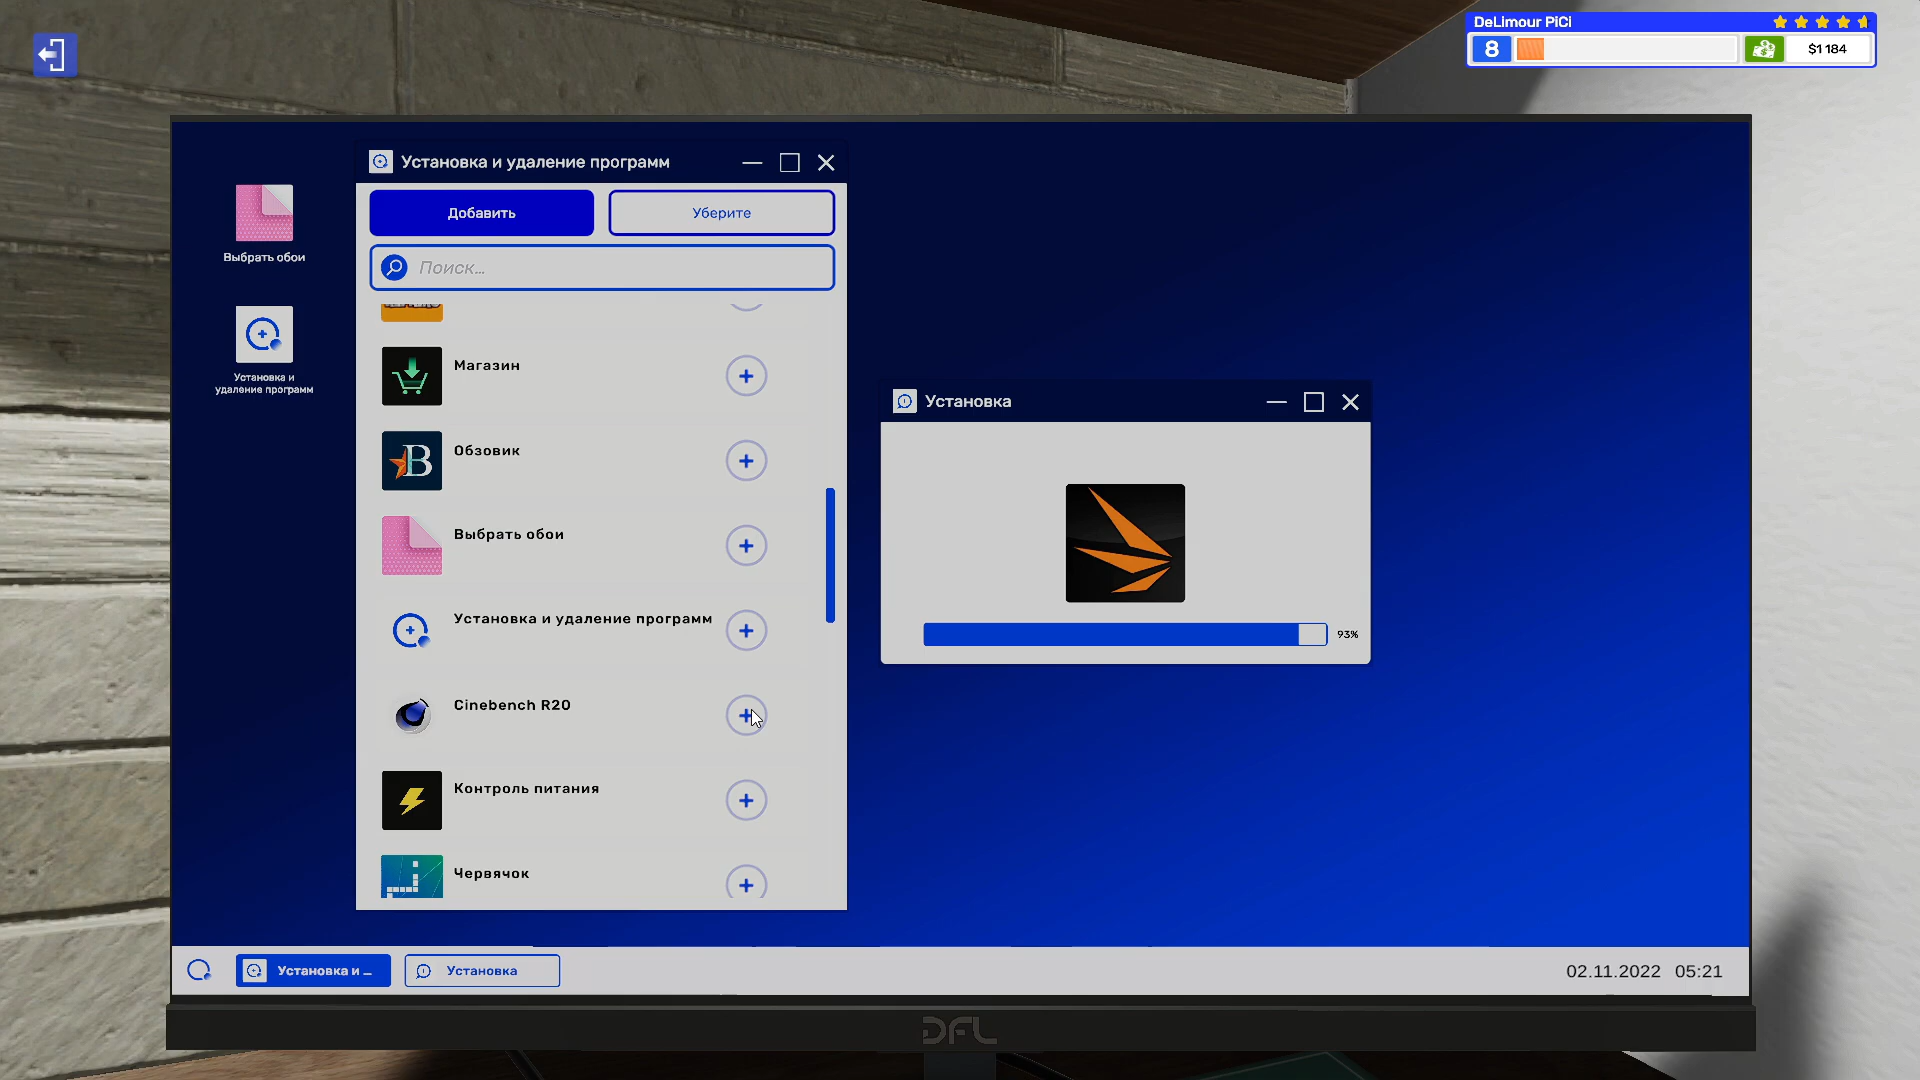 DeLimour PiCi
8
$1 184
Установка и удаление программ
Добавить
Уберите
Поиск...
Выбрать обои
Установка и
удаление программ
Магазин
Обзовик
Выбрать обои
Установка и удаление программ
Cinebench R20
Контроль питания
Червячок
Установка
93%
Установка и ...
Установка
02.11.2022 05:21
DFL